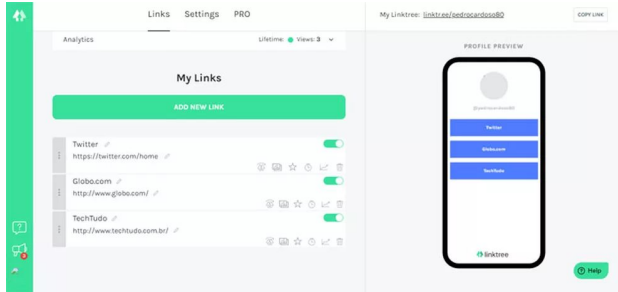 Links Settings PRO
My Linktree: linktr.ee/pedrocardoso80
COPY LINK
Analytics
Lifetime: Views: 3
My Links
ADD NEW LINK
Twitter
https://twitter.com/home
Globo.com
http://www.globo.com/
TechTudo
http://www.techtudo.com.br/
PROFILE PREVIEW
@pedrocardoso80
Twitter
Globo.com
TechTudo
linktree
? Help
?